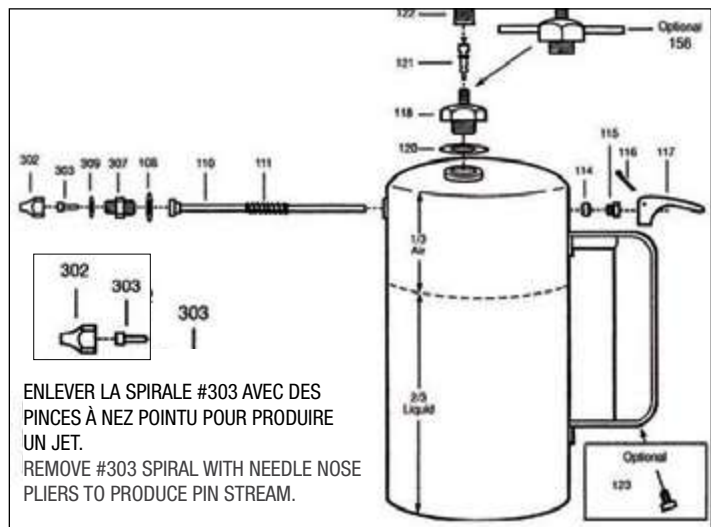 122
Optional
156
121
118
120
115
116
117
114
302
303
309
307
108
110
111
1/3
Air
302
303
303
2/3
Liquid
ENLEVER LA SPIRALE #303 AVEC DES
PINCES À NEZ POINTU POUR PRODUIRE
UN JET.
REMOVE #303 SPIRAL WITH NEEDLE NOSE
PLIERS TO PRODUCE PIN STREAM.
Optional
123